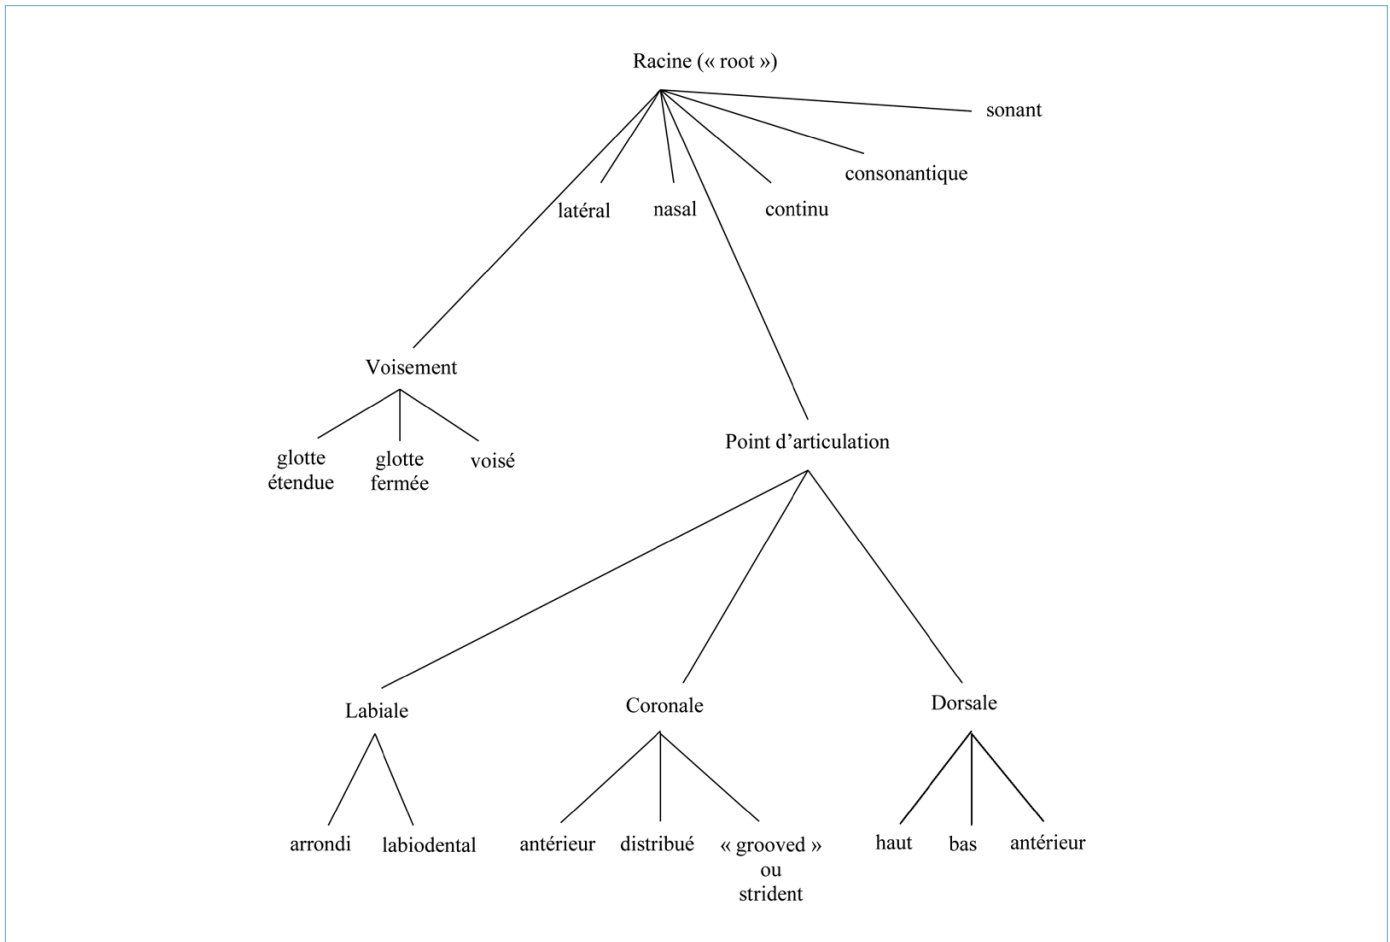 Racine (« root »)
sonant
consonantique
latéral
nasal
continu
Voisement
glotte
étendue
glotte
fermée
voisé
Point d’articulation
Labiale
Coronale
Dorsale
arrondi
labiodental
antérieur
distribué
« grooved »
ou
strident
haut
bas
antérieur